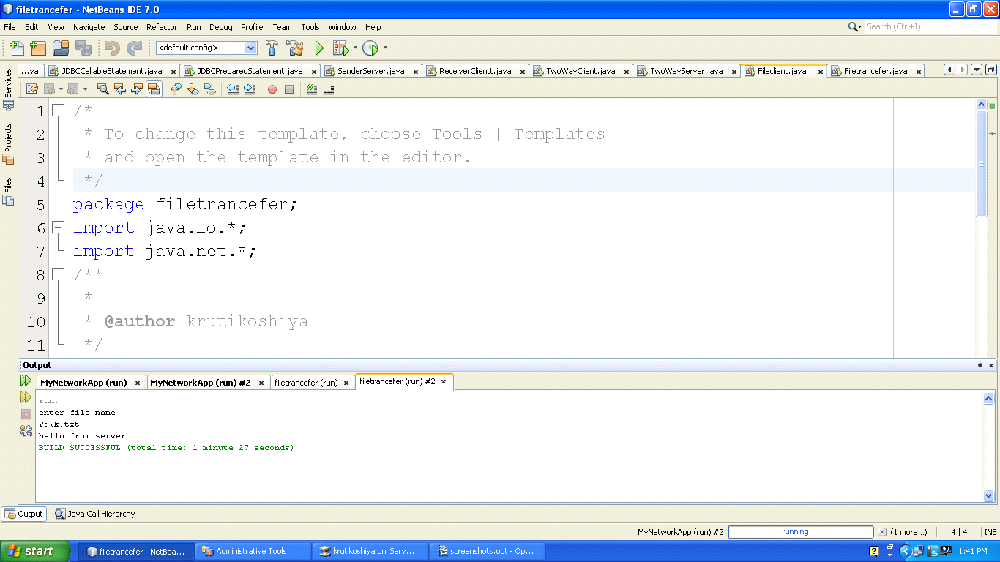 filetrancefer - NetBeans IDE 7.0
File Edit View Navigate Source Refactor Run Debug Profile Team Tools Window Help
Search (Ctrl+I)
<default config>
...va JDBCCallableStatement.java JDBCPreparedStatement.java SenderServer.java ReceiverClientt.java TwoWayClient.java TwoWayServer.java Fileclient.java Filetrancefer.java
Services
Projects
Files
1 /*
2 * To change this template, choose Tools | Templates
3 * and open the template in the editor.
4 */
5 package filetrancefer;
6 import java.io.*;
7 import java.net.*;
8 /**
9 *
10 * @author krutikoshiya
11 */
Output
MyNetworkApp (run) MyNetworkApp (run) #2 filetrancefer (run) filetrancefer (run) #2
run:
enter file name
V:\k.txt
hello from server
BUILD SUCCESSFUL (total time: 1 minute 27 seconds)
Output Java Call Hierarchy
MyNetworkApp (run) #2 running... (1 more...) 4 | 4 INS
start filetrancefer - NetBea... Administrative Tools krutikoshiya on 'Serv... screenshots.odt - Op... 1:41 PM